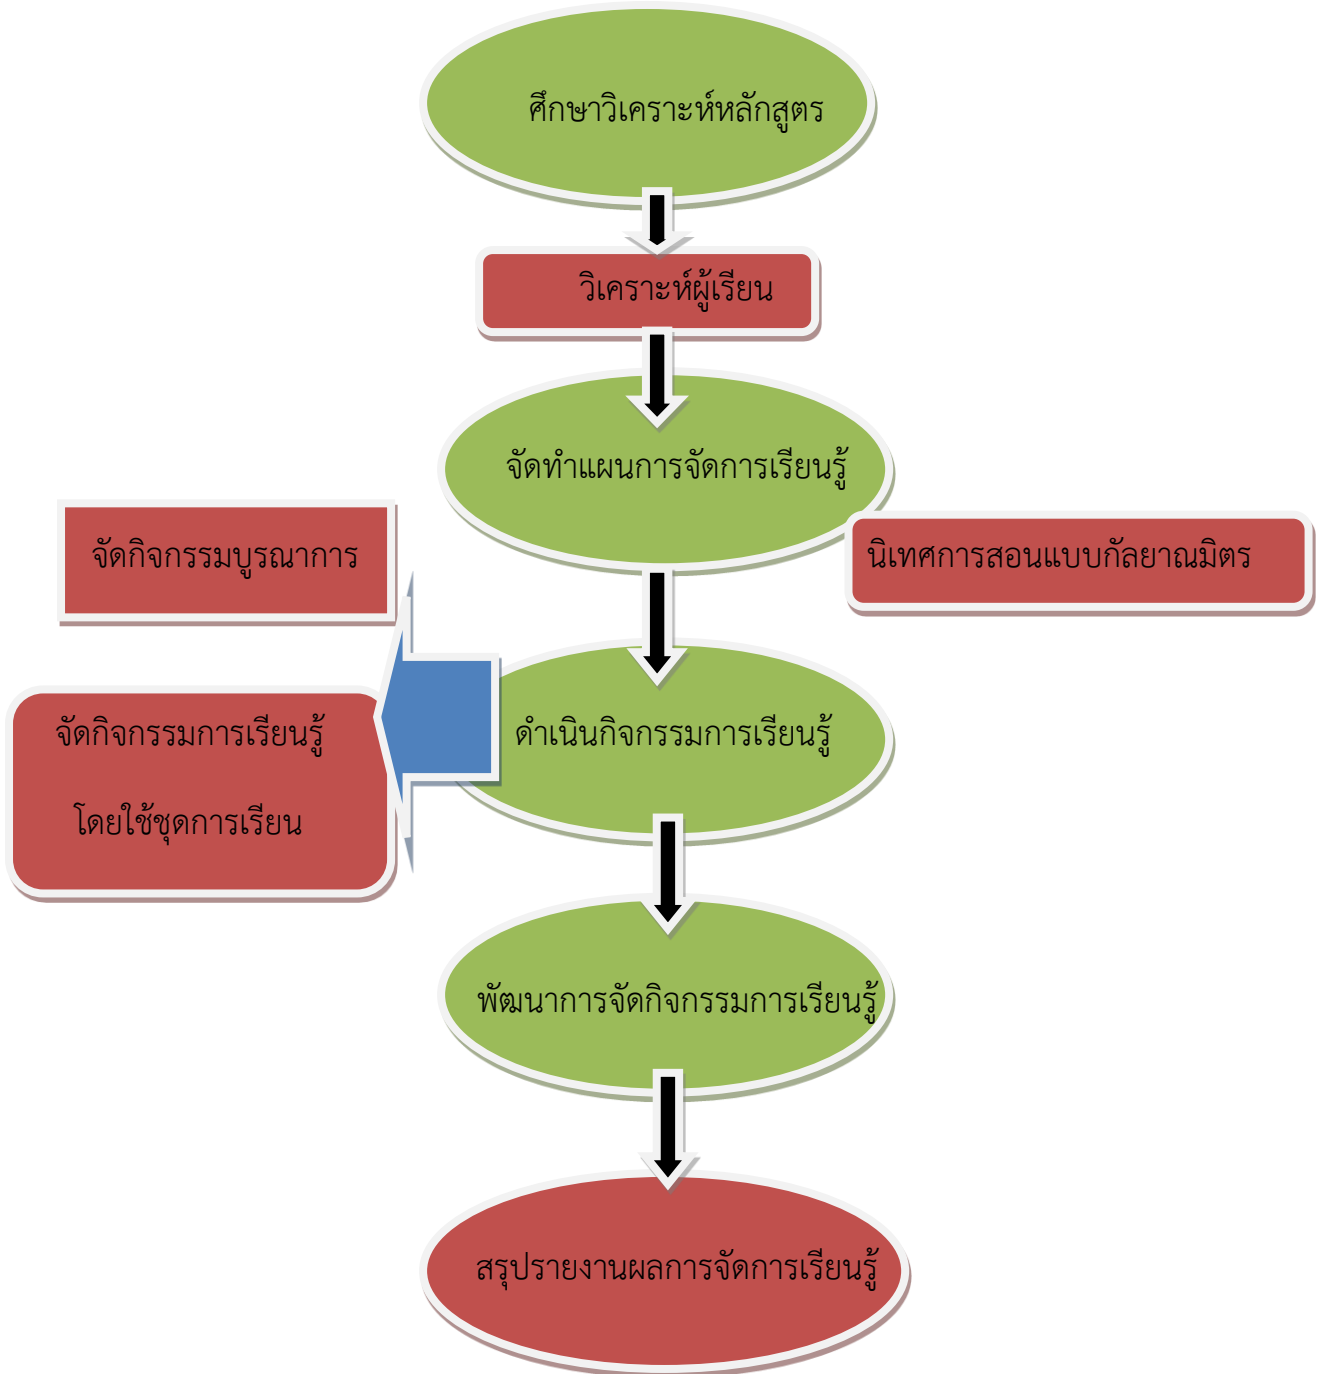 ศึกษาวิเคราะห์หลักสูตร
วิเคราะห์ผู้เรียน
จัดทำแผนการจัดการเรียนรู้
จัดกิจกรรมบูรณาการ
นิเทศการสอนแบบกัลยาณมิตร
จัดกิจกรรมการเรียนรู้
โดยใช้ชุดการเรียน
ดำเนินกิจกรรมการเรียนรู้
พัฒนาการจัดกิจกรรมการเรียนรู้
สรุปรายงานผลการจัดการเรียนรู้